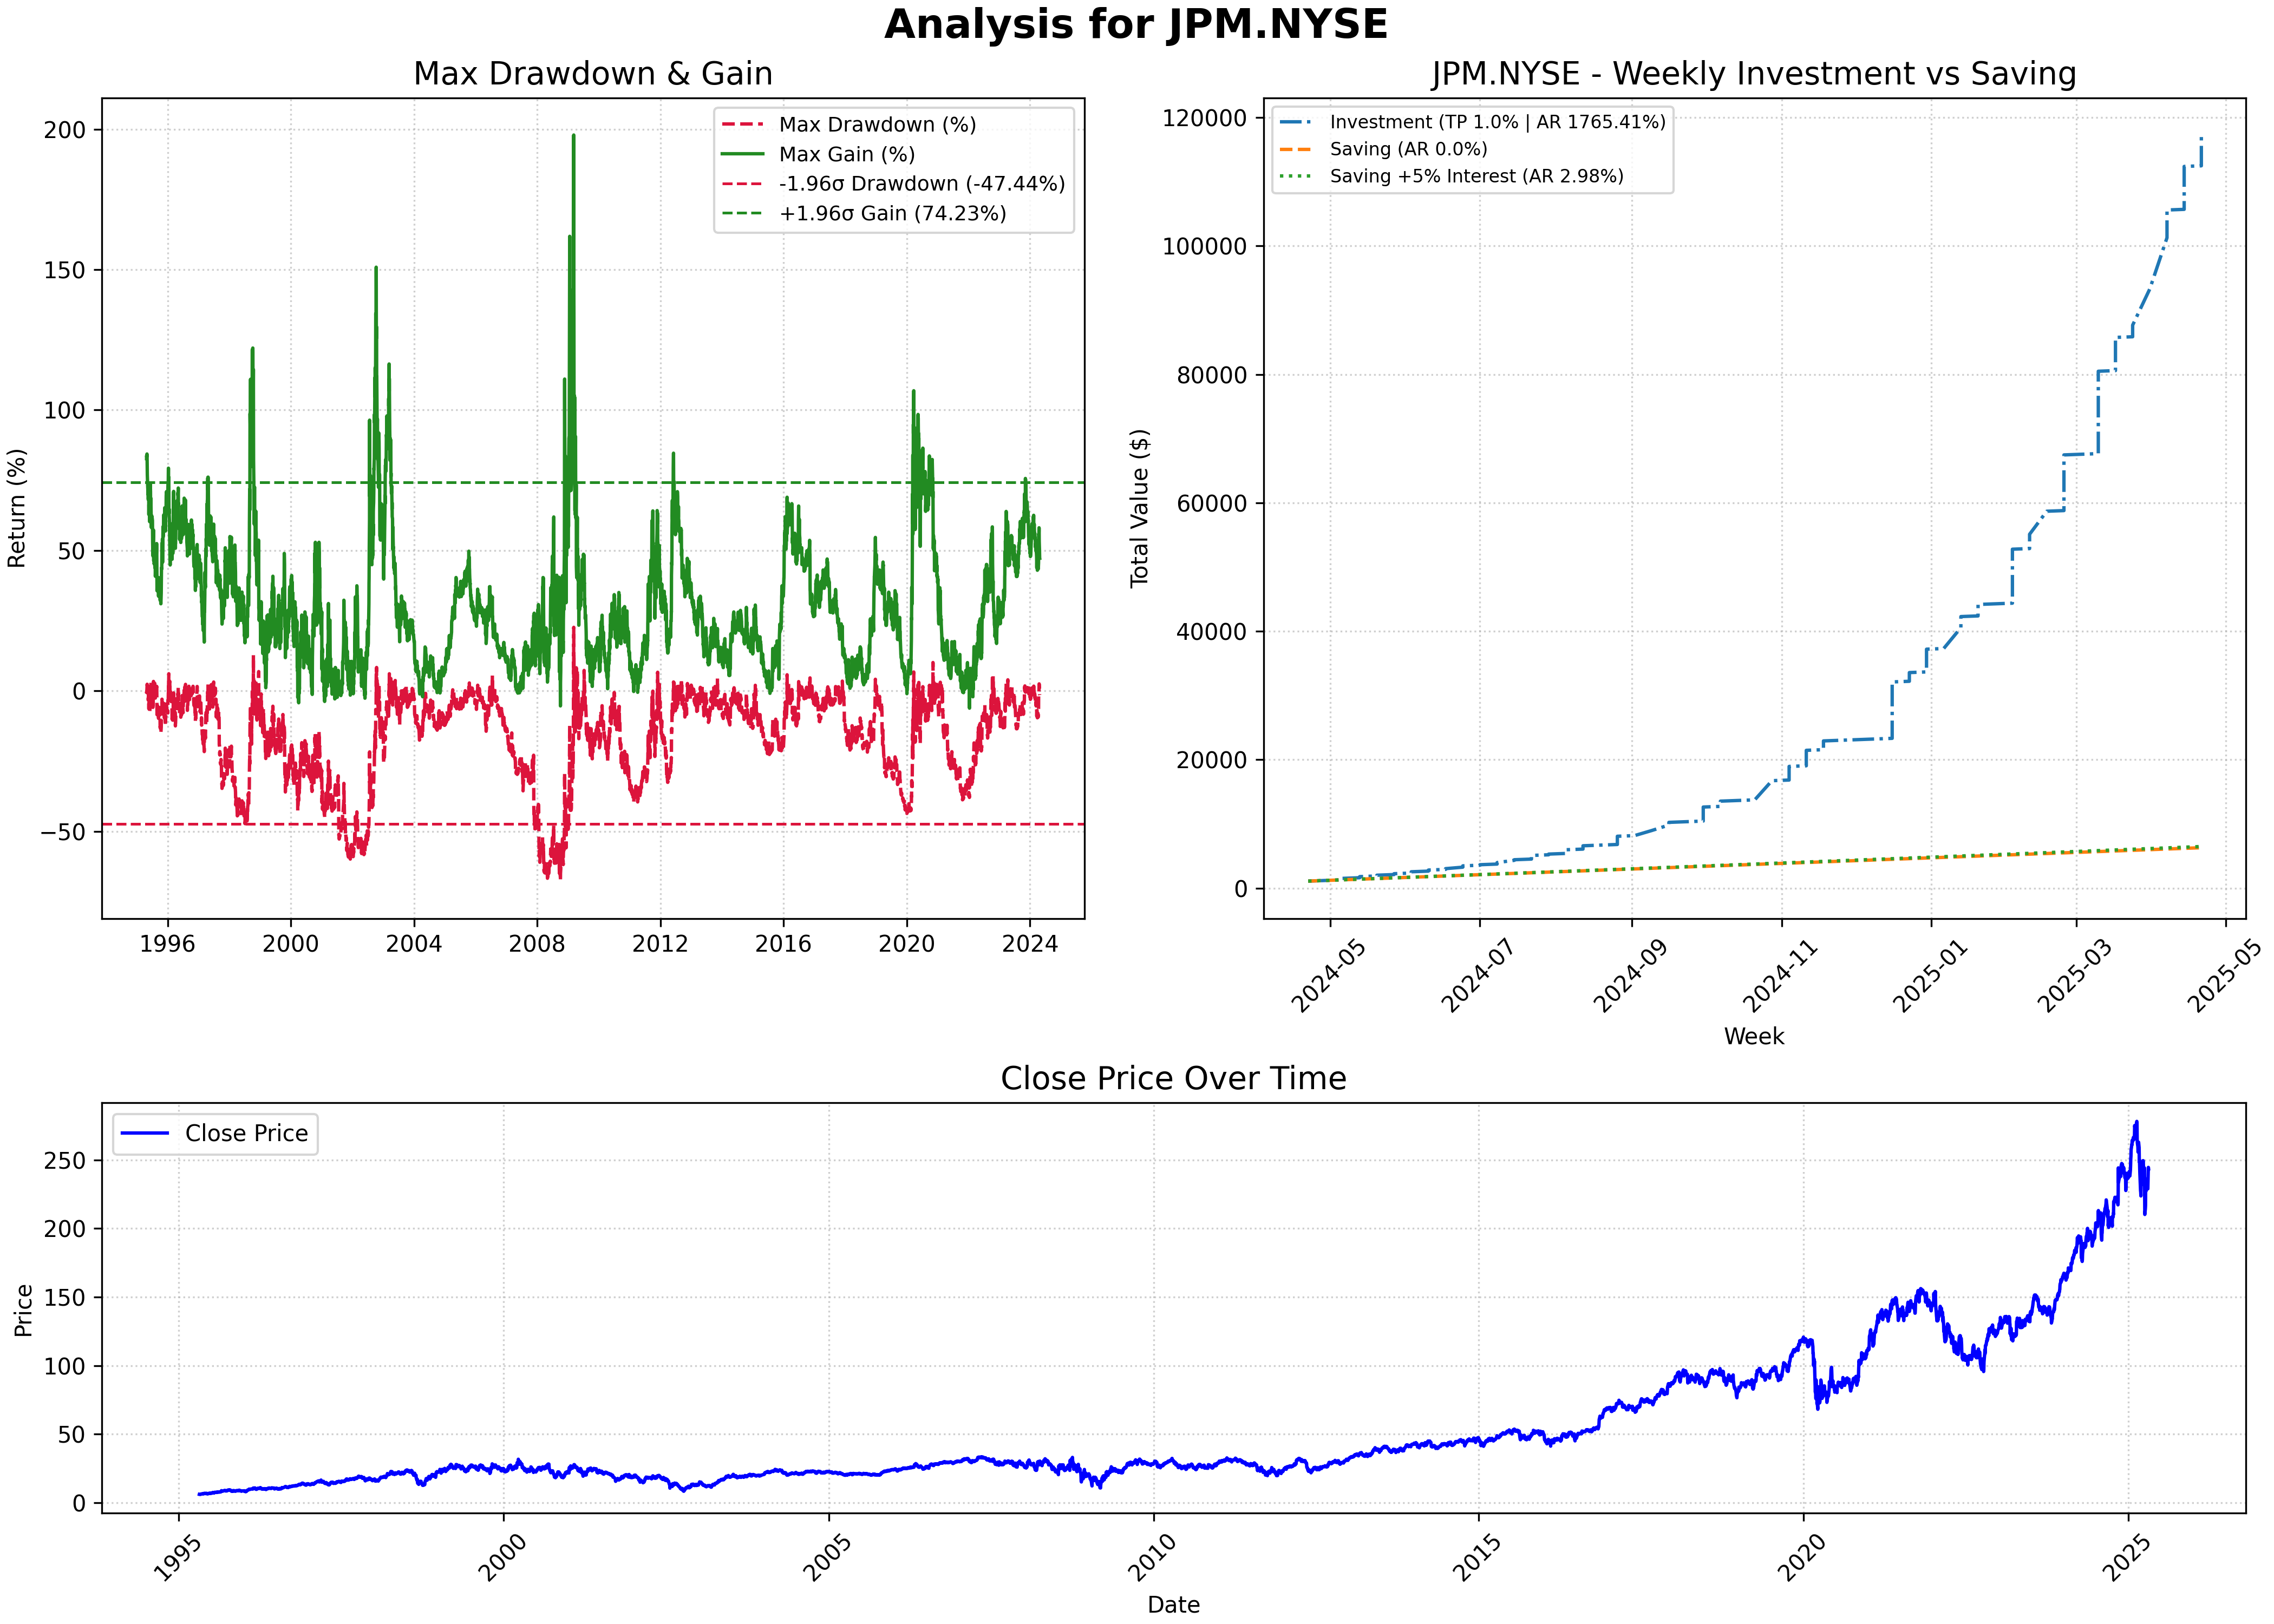 Analysis for JPM.NYSE
Max Drawdown & Gain
Return (%)
200
150
100
50
0
−50
Max Drawdown (%)
Max Gain (%)
-1.96σ Drawdown (-47.44%)
+1.96σ Gain (74.23%)
1996
2000
2004
2008
2012
2016
2020
2024
JPM.NYSE - Weekly Investment vs Saving
Total Value ($)
120000
100000
80000
60000
40000
20000
0
Investment (TP 1.0% | AR 1765.41%)
Saving (AR 0.0%)
Saving +5% Interest (AR 2.98%)
2024-05
2024-07
2024-09
2024-11
2025-01
2025-03
2025-05
Week
Close Price Over Time
Price
250
200
150
100
50
0
Close Price
1995
2000
2005
2010
2015
2020
2025
Date